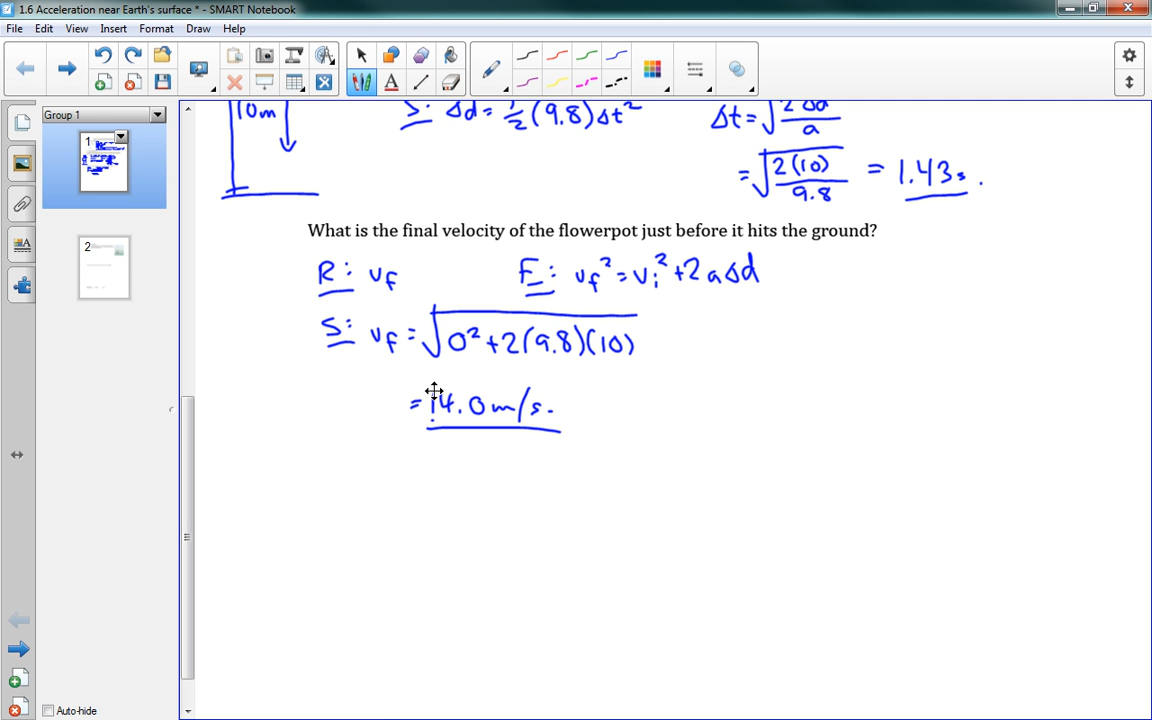 1.6 Acceleration near Earth's surface * - SMART Notebook
File Edit View Insert Format Draw Help
Group 1
1
2
10m
S: Δd = ½(9.8)Δt²
Δt = √(2Δd/a)
= √(2(10)/9.8) = 1.43s.
What is the final velocity of the flowerpot just before it hits the ground?
R: vf E: vf² = vi² + 2aΔd
S: vf = √(0² + 2(9.8)(10))
= 14.0 m/s.
Auto-hide